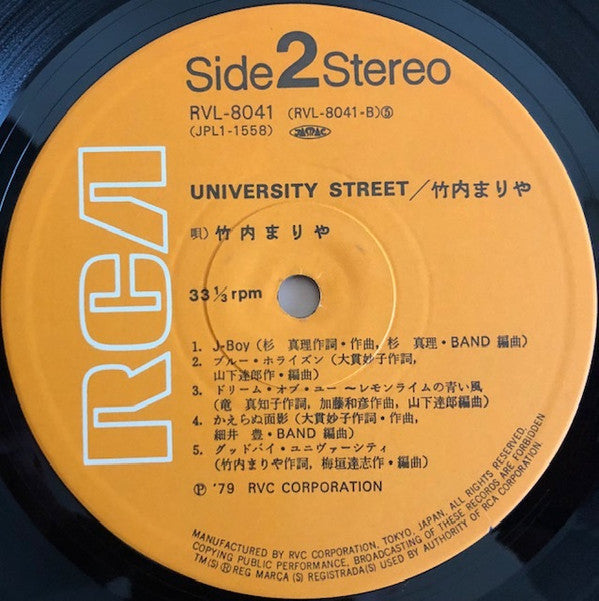 Side 2 Stereo
RVL-8041 (RVL-8041-B)⑤
(JPL1-1558) JASRAC
RCA
UNIVERSITY STREET/竹内まりや
唄) 竹内まりや
33 1/3 rpm
1. J-Boy (杉 真理作詞・作曲, 杉 真理・BAND 編曲)
2. ブルー・ホライズン (大貫妙子作詞,
山下達郎作・編曲)
3. ドリーム・オブ・ユー 〜レモンライムの青い風
(竜 真知子作詞, 加藤和彦作曲, 山下達郎編曲)
4. かえらぬ面影 (大貫妙子作詞・作曲,
細井 豊・BAND 編曲)
5. グッドバイ・ユニヴァーシティ
(竹内まりや作詞, 梅垣達志作・編曲)
Ⓟ '79 RVC CORPORATION
MANUFACTURED BY RVC CORPORATION, TOKYO, JAPAN. ALL RIGHTS RESERVED.
COPYING PUBLIC PERFORMANCE, BROADCASTING OF THESE RECORDS ARE FORBIDDEN
TM(S) ® REG MARCA(S) REGISTRADA(S) USED BY AUTHORITY OF RCA CORPORATION